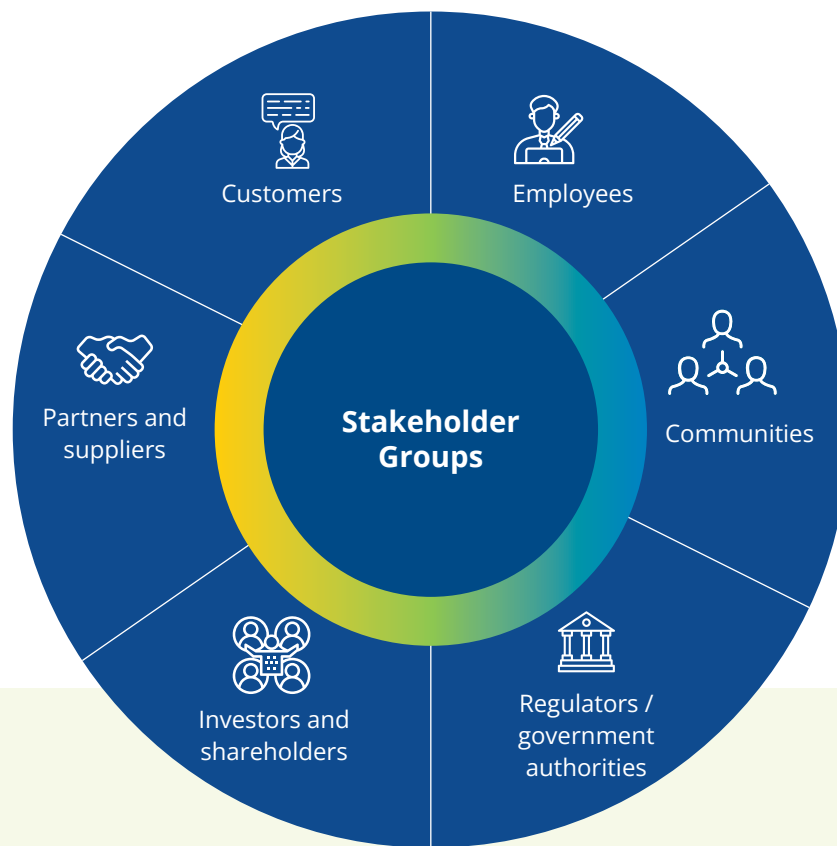 Customers
Employees
Partners and
suppliers
Communities
Stakeholder
Groups
Investors and
shareholders
Regulators /
government
authorities